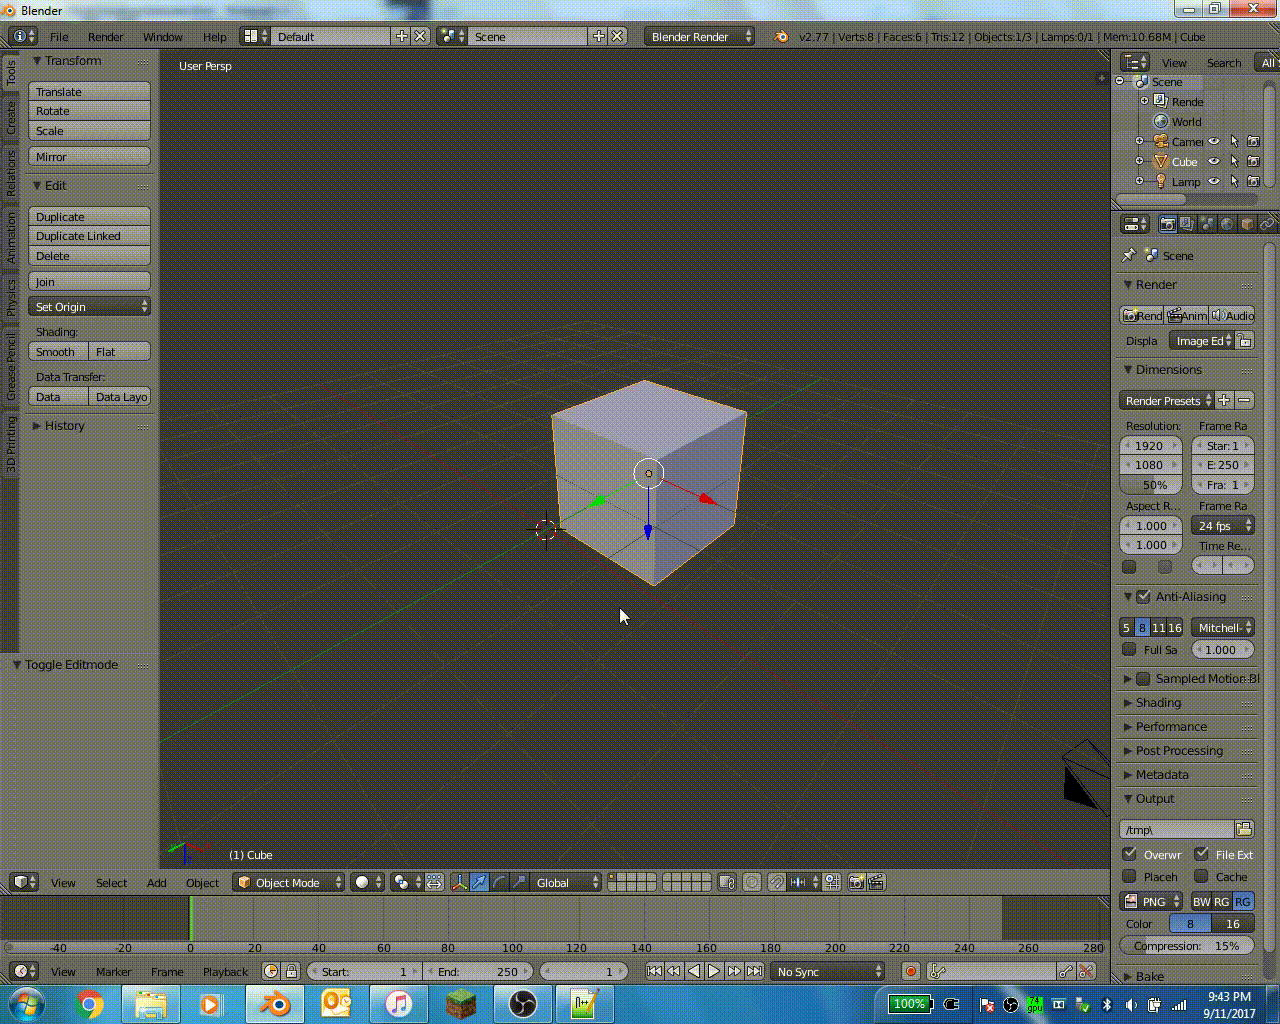 Blender
File Render Window Help Default Scene Blender Render v2.77 | Verts:8 | Faces:6 | Tris:12 | Objects:1/3 | Lamps:0/1 | Mem:10.68M | Cube
Tools
Create
Relations
Animation
Physics
Grease Pencil
3D Printing
Transform
Translate
Rotate
Scale
Mirror
Edit
Duplicate
Duplicate Linked
Delete
Join
Set Origin
Shading:
Smooth Flat
Data Transfer:
Data Data Layo
History
Toggle Editmode
User Persp
(1) Cube
View Search All S
Scene
Rende
World
Camer
Cube
Lamp
Scene
Render
Rend Anim Audio
Displa Image Ed
Dimensions
Render Presets
Resolution: Frame Ra
1920 Star: 1
1080 E: 250
50% Fra: 1
Aspect R... Frame Ra
1.000 24 fps
1.000 Time Re...
Anti-Aliasing
5 8 11 16 Mitchell-
Full Sa 1.000
Sampled Motion Bl
Shading
Performance
Post Processing
Metadata
Output
/tmp\
Overwr File Ext
Placeh Cache
PNG BW RG RG
Color 8 16
Compression: 15%
Bake
View Select Add Object Object Mode Global
-40 -20 0 20 40 60 80 100 120 140 160 180 200 220 240 260 280
View Marker Frame Playback Start: 1 End: 250 1 No Sync
100% 74 gpu 9:43 PM
9/11/2017